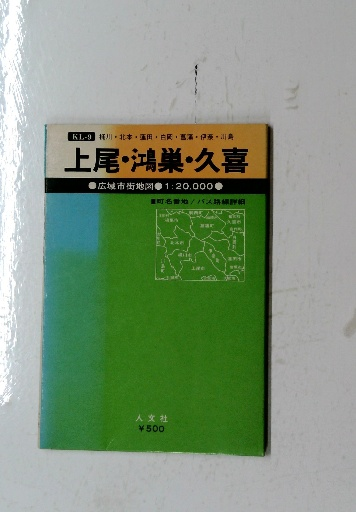 KL-9 桶川・北本・蓮田・白岡・菖蒲・伊奈・川島
上尾・鴻巣・久喜
●広域市街地図●1:20,000●
■町名番地/バス路線詳細
人文社
¥500